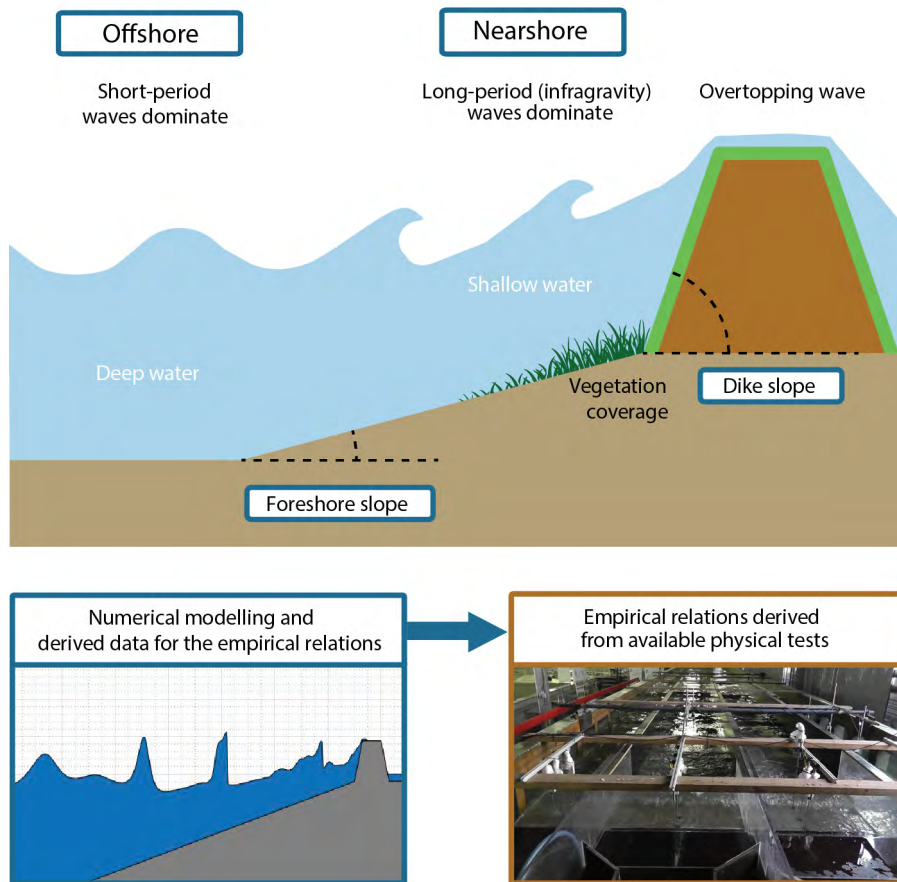 Offshore
Nearshore
Short-period
waves dominate
Long-period (infragravity)
waves dominate
Overtopping wave
Shallow water
Deep water
Vegetation
coverage
Dike slope
Foreshore slope
Numerical modelling and
derived data for the empirical relations
Empirical relations derived
from available physical tests